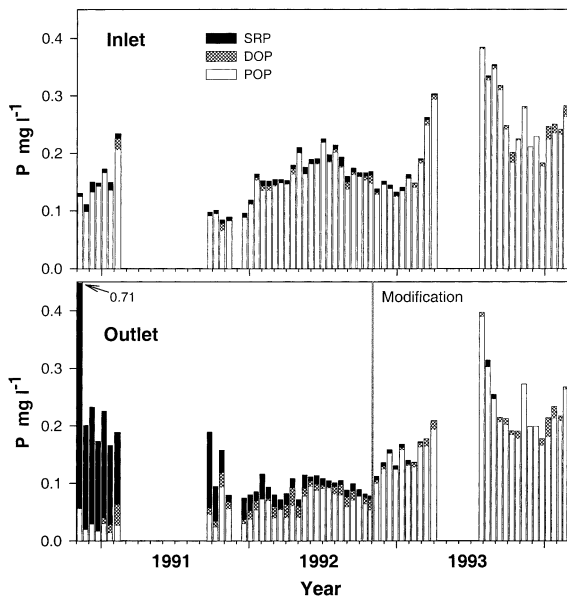 Inlet
SRP
DOP
POP
P mg l-1
0.4
0.3
0.2
0.1
0.0
0.71
Modification
Outlet
P mg l-1
0.4
0.3
0.2
0.1
0.0
1991
1992
1993
Year